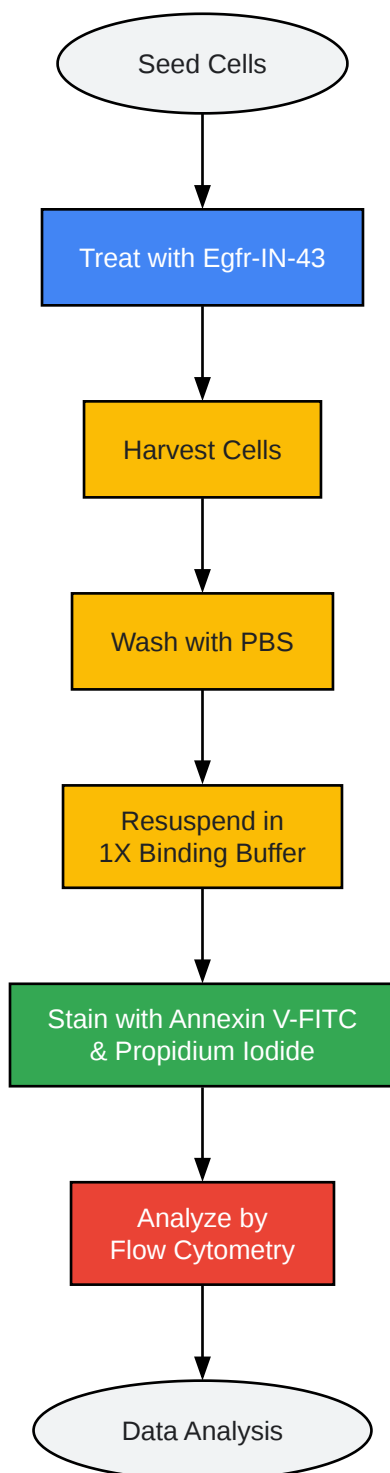 Seed Cells
Treat with Egfr-IN-43
Harvest Cells
Wash with PBS
Resuspend in
1X Binding Buffer
Stain with Annexin V-FITC
& Propidium Iodide
Analyze by
Flow Cytometry
Data Analysis